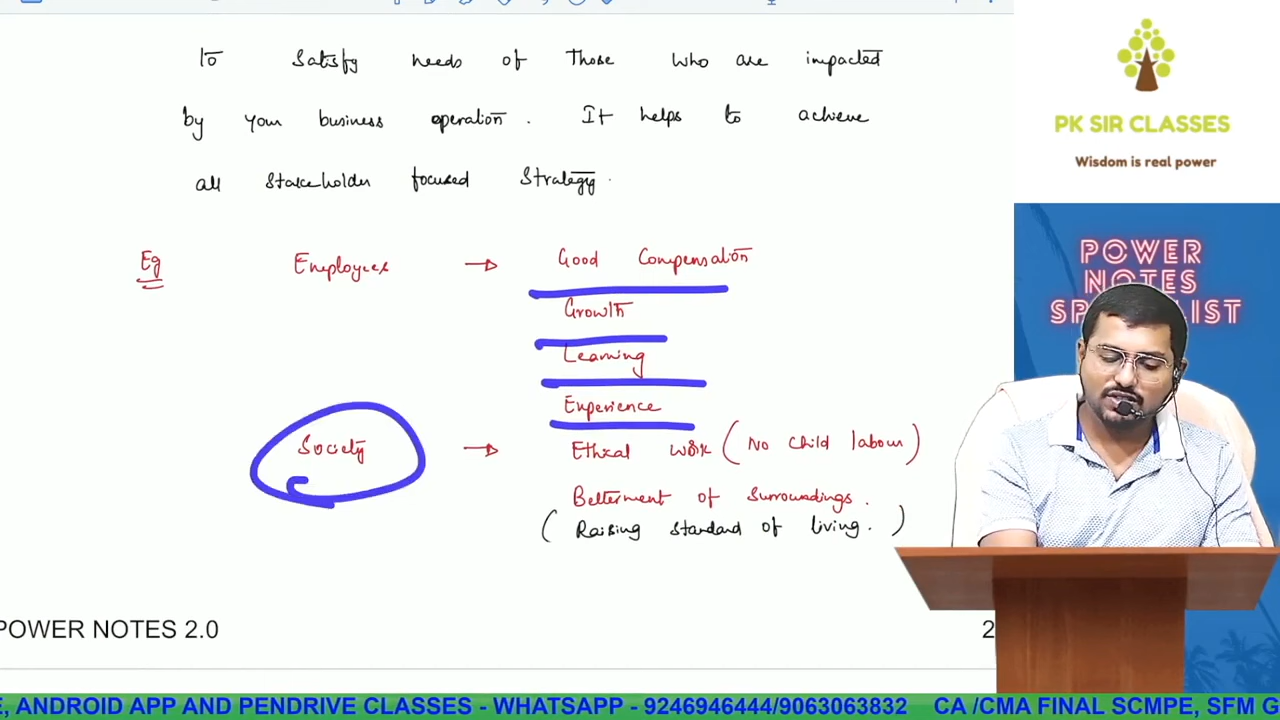 to satisfy needs of those who are impacted
by your business operation. It helps to achieve
all stakeholder focused strategy.
Eg Employees → Good Compensation
Growth
Learning
Experience
Society → Ethical work (No child labour)
Betterment of surroundings.
(Raising standard of living.)
POWER NOTES 2.0
2
PK SIR CLASSES
Wisdom is real power
POWER
NOTES
E, ANDROID APP AND PENDRIVE CLASSES - WHATSAPP - 9246946444/9063063832 CA /CMA FINAL SCMPE, SFM G